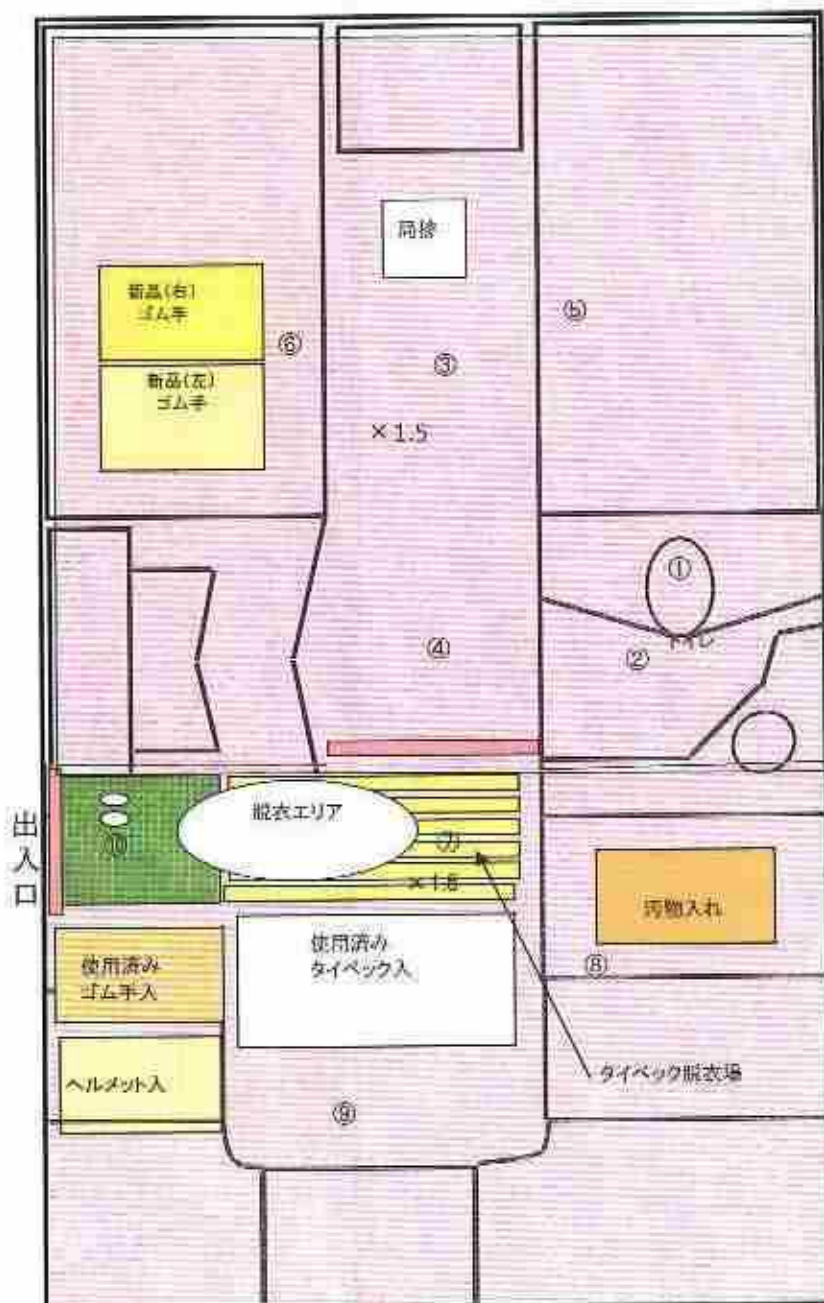 局捨
新品(右)
ゴム手
⑤
⑥
③
新品(左)
ゴム手
×1.5
①
トイレ
②
④
出入口
脱衣エリア
⑩
⑦
×1.6
汚物入れ
使用済み
ゴム手入
使用済み
タイベック入
⑧
ヘルメット入
タイベック脱衣場
⑨